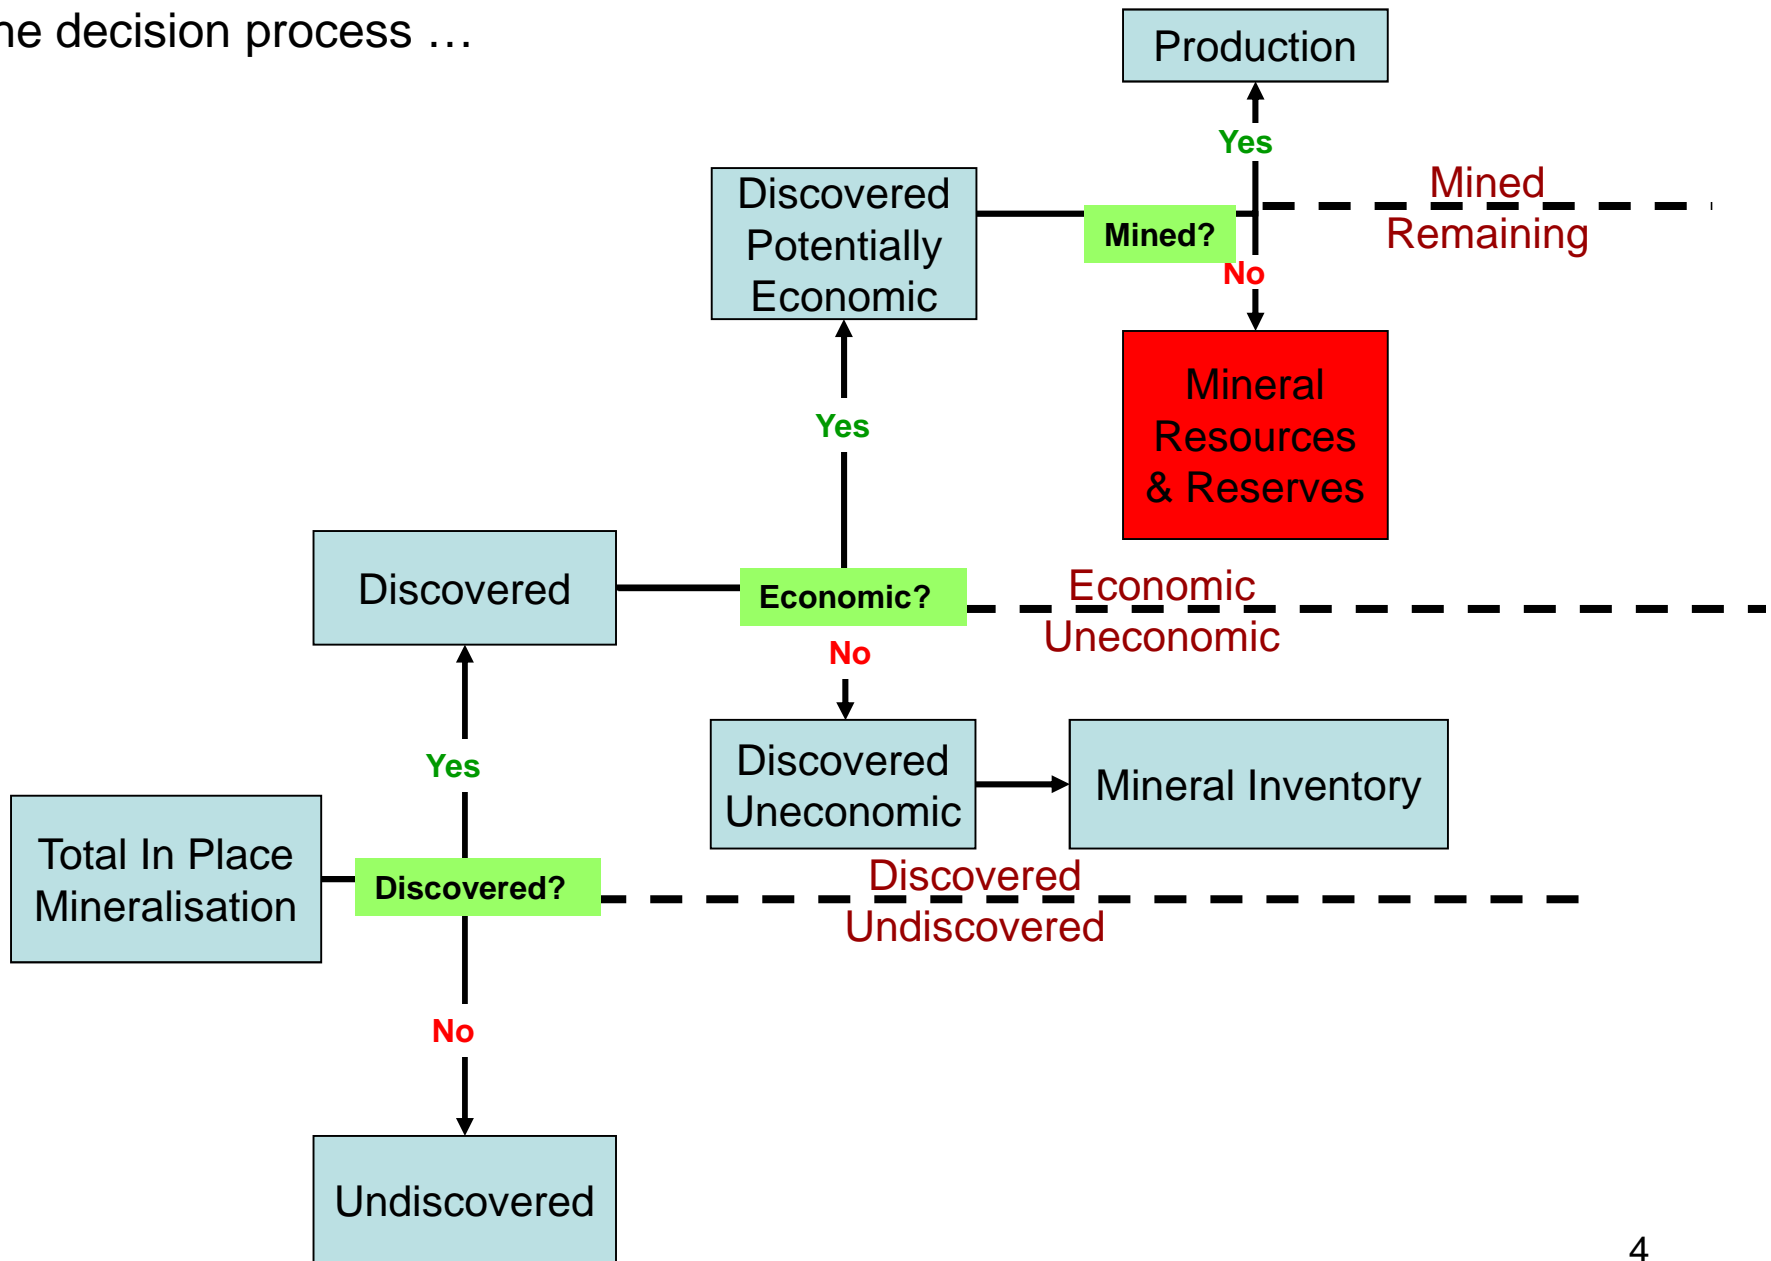 he decision process …
Production
Yes
Discovered
Potentially
Economic
Mined?
Mined
Remaining
No
Mineral
Resources
& Reserves
Yes
Discovered
Economic?
Economic
Uneconomic
No
Yes
Discovered
Uneconomic
Mineral Inventory
Total In Place
Mineralisation
Discovered?
Discovered
Undiscovered
No
Undiscovered
4